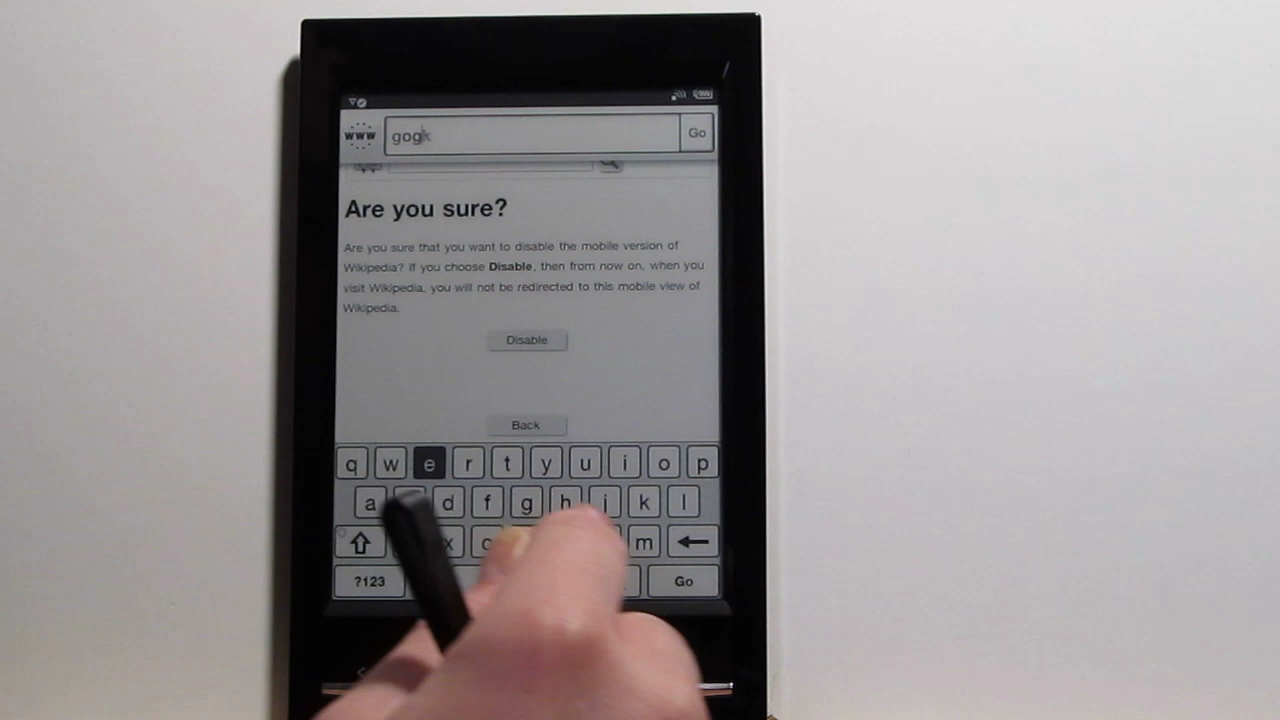 www gogk Go
Are you sure?
Are you sure that you want to disable the mobile version of
Wikipedia? If you choose Disable, then from now on, when you
visit Wikipedia, you will not be redirected to this mobile view of
Wikipedia.
Disable
Back
q w e r t y u i o p
a d f g h j k l
x c m
?123 Go